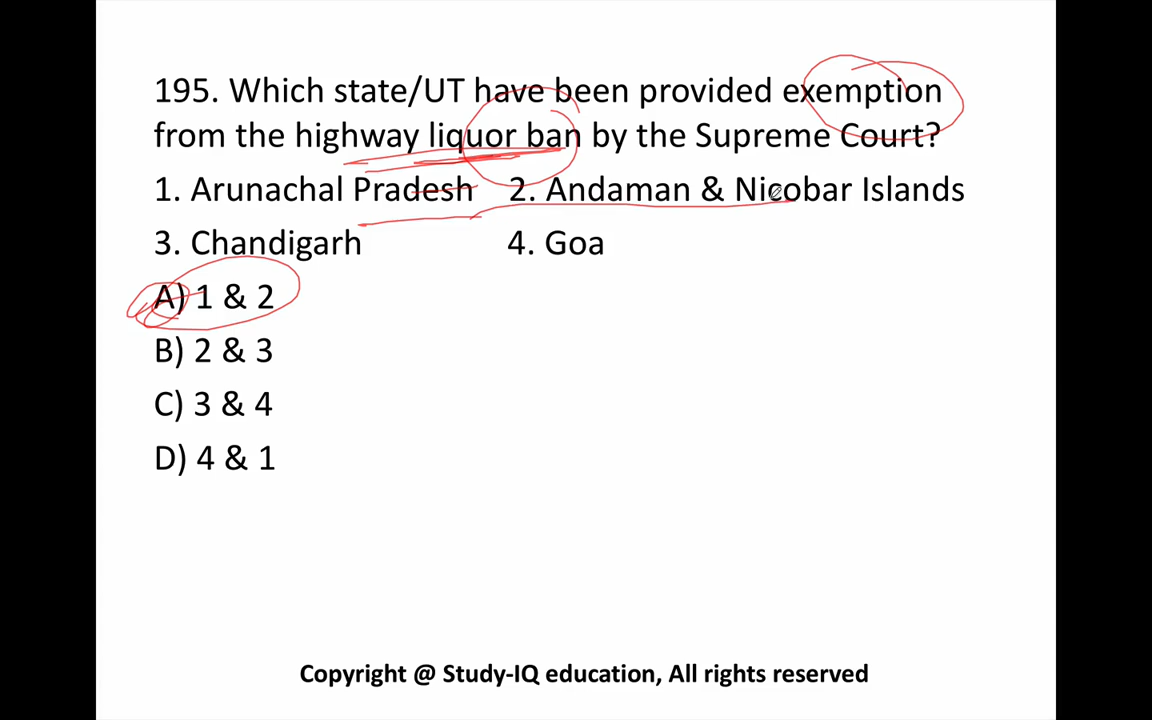 195. Which state/UT have been provided exemption
from the highway liquor ban by the Supreme Court?
1. Arunachal Pradesh 2. Andaman & Nicobar Islands
3. Chandigarh 4. Goa
A) 1 & 2
B) 2 & 3
C) 3 & 4
D) 4 & 1
Copyright @ Study-IQ education, All rights reserved